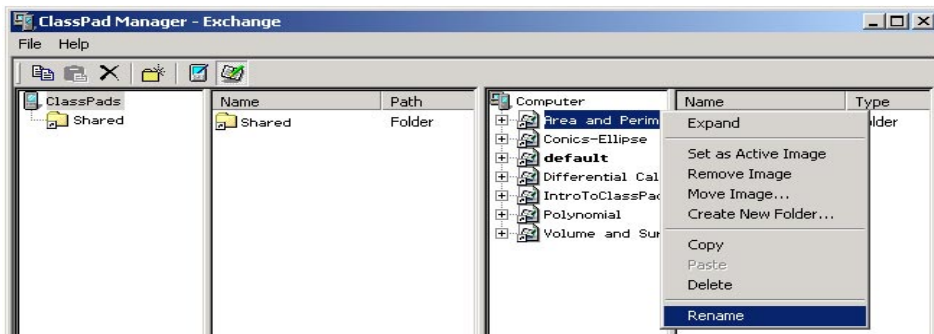 ClassPad Manager - Exchange
File Help
ClassPads
Shared
Name Path
Shared Folder
Computer
Area and Perim
Conics-Ellipse
default
Differential Cal
IntroToClassPad
Polynomial
Volume and Sur
Name Type
Expand
Set as Active Image
Remove Image
Move Image...
Create New Folder...
Copy
Paste
Delete
Rename